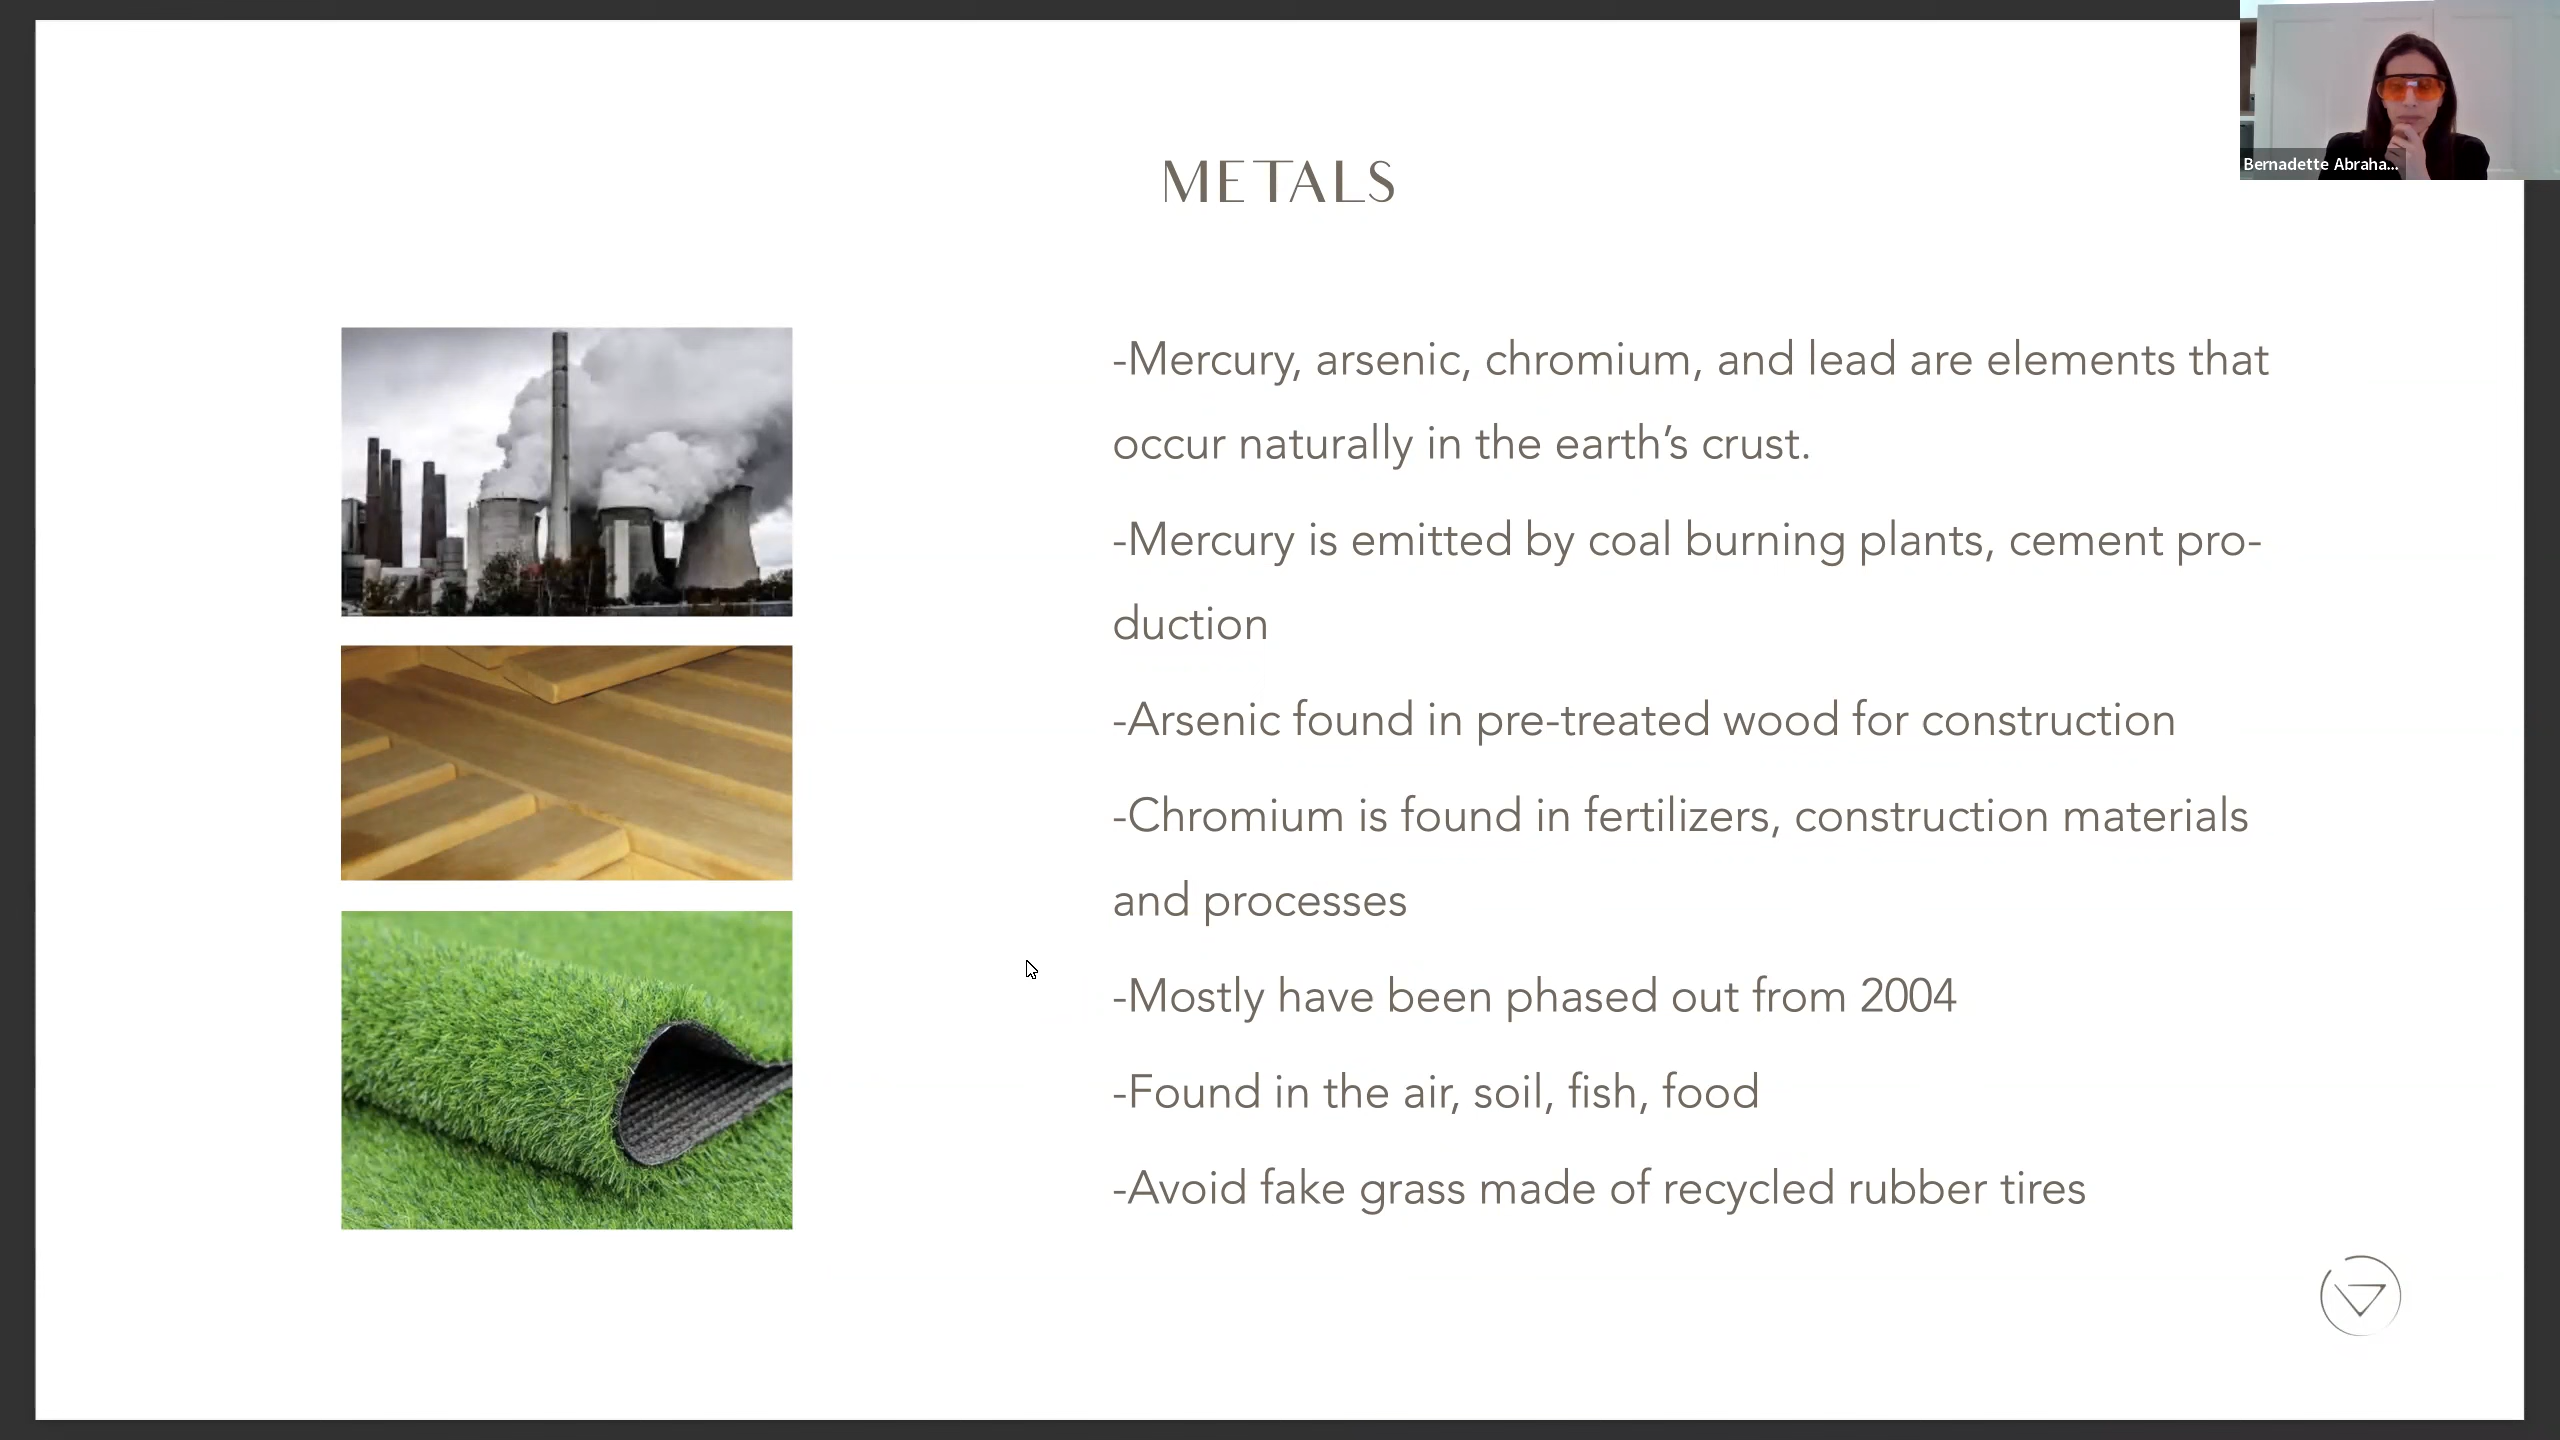 Bernadette Abraha...
METALS
-Mercury, arsenic, chromium, and lead are elements that
occur naturally in the earth’s crust.
-Mercury is emitted by coal burning plants, cement pro-
duction
-Arsenic found in pre-treated wood for construction
-Chromium is found in fertilizers, construction materials
and processes
-Mostly have been phased out from 2004
-Found in the air, soil, fish, food
-Avoid fake grass made of recycled rubber tires